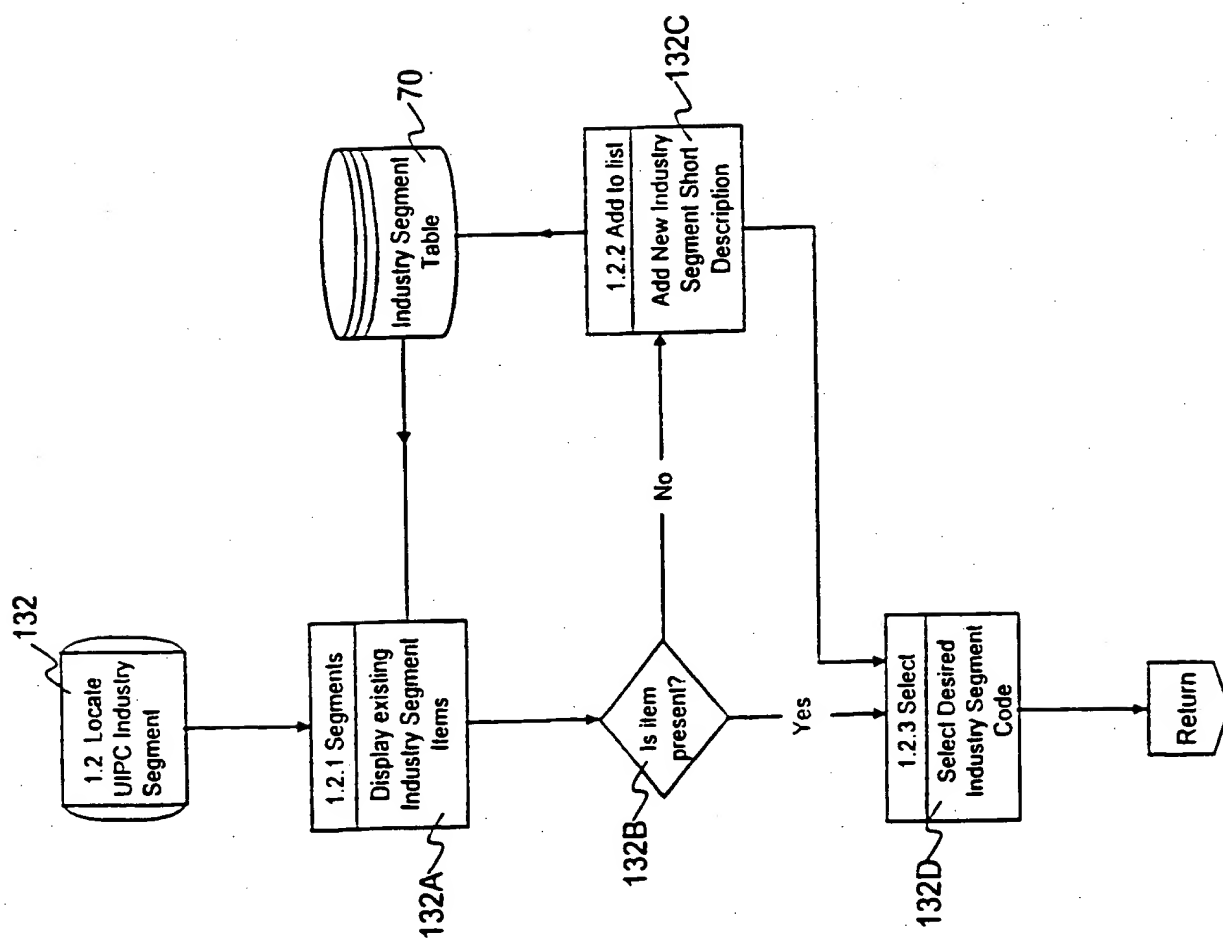 132
1.2 Locate
UIPC Industry
Segment
70
Industry Segment
Table
1.2.1 Segments
Display existing
Industry Segment
Items
132A
1.2.2 Add to list
Add New Industry
Segment Short
Description
132C
Is item
present?
132B
No
Yes
1.2.3 Select
Select Desired
Industry Segment
Code
132D
Return